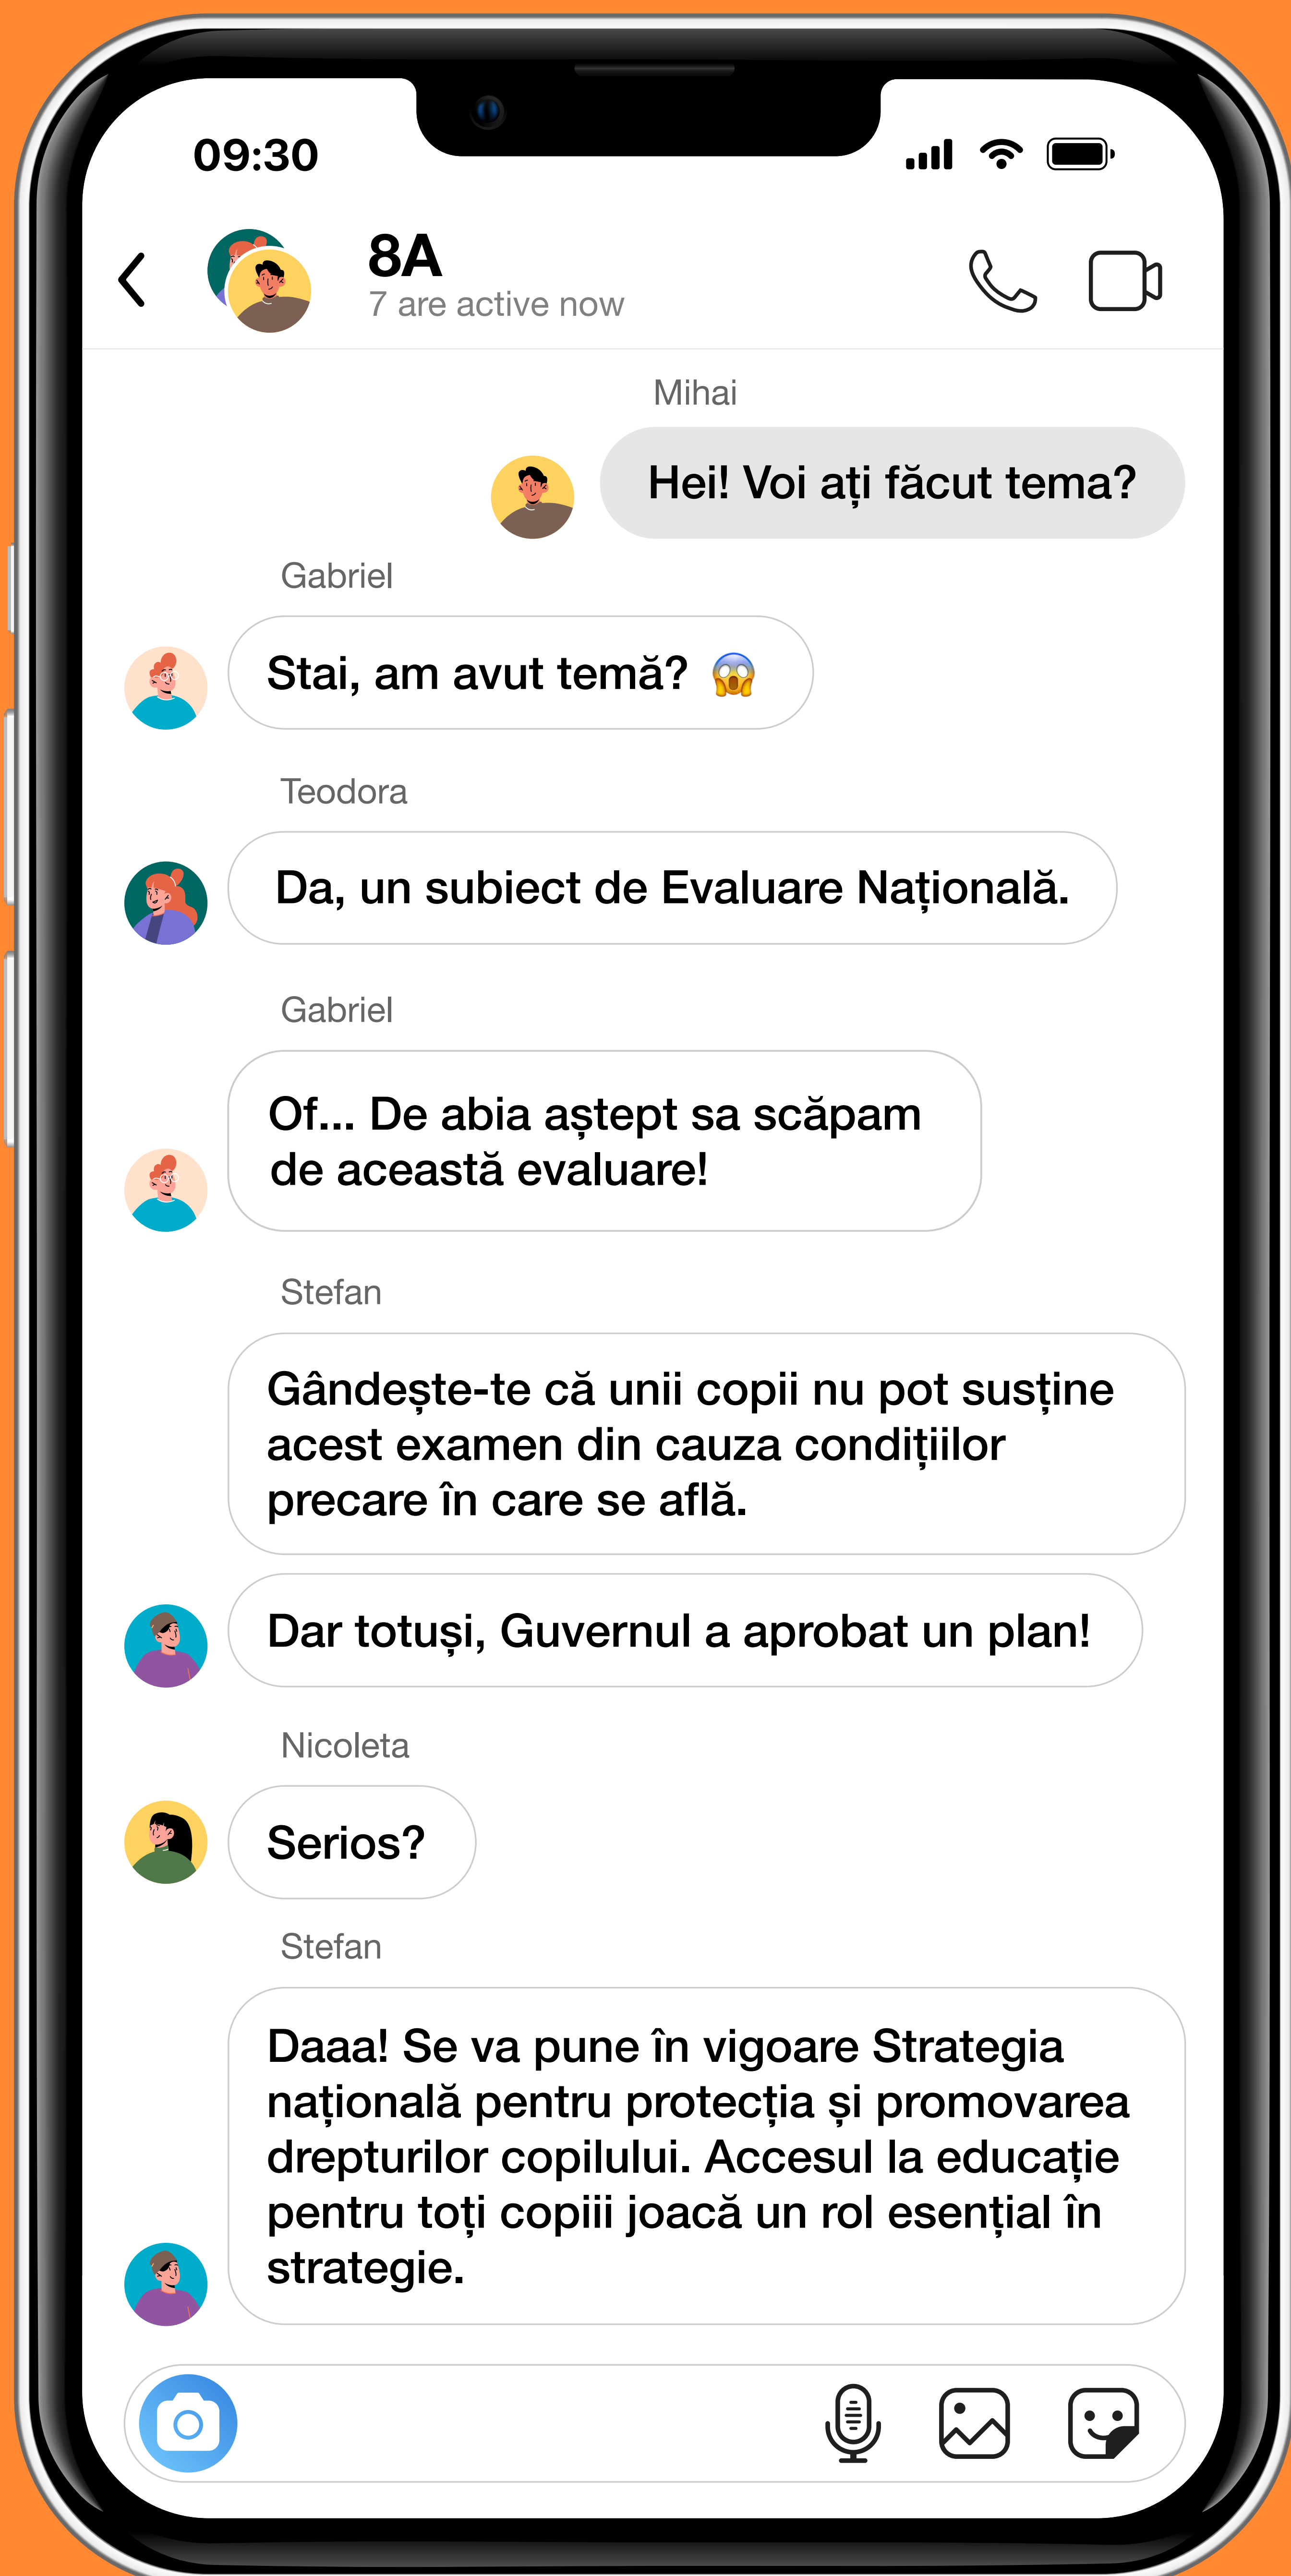 09:30
8A
7 are active now
Mihai
Hei! Voi ați făcut tema?
Gabriel
Stai, am avut temă? 😱
Teodora
Da, un subiect de Evaluare Națională.
Gabriel
Of... De abia aștept sa scăpam
de această evaluare!
Stefan
Gândește-te că unii copii nu pot susține
acest examen din cauza condițiilor
precare în care se află.
Dar totuși, Guvernul a aprobat un plan!
Nicoleta
Serios?
Stefan
Daaa! Se va pune în vigoare Strategia
națională pentru protecția și promovarea
drepturilor copilului. Accesul la educație
pentru toți copiii joacă un rol esențial în
strategie.